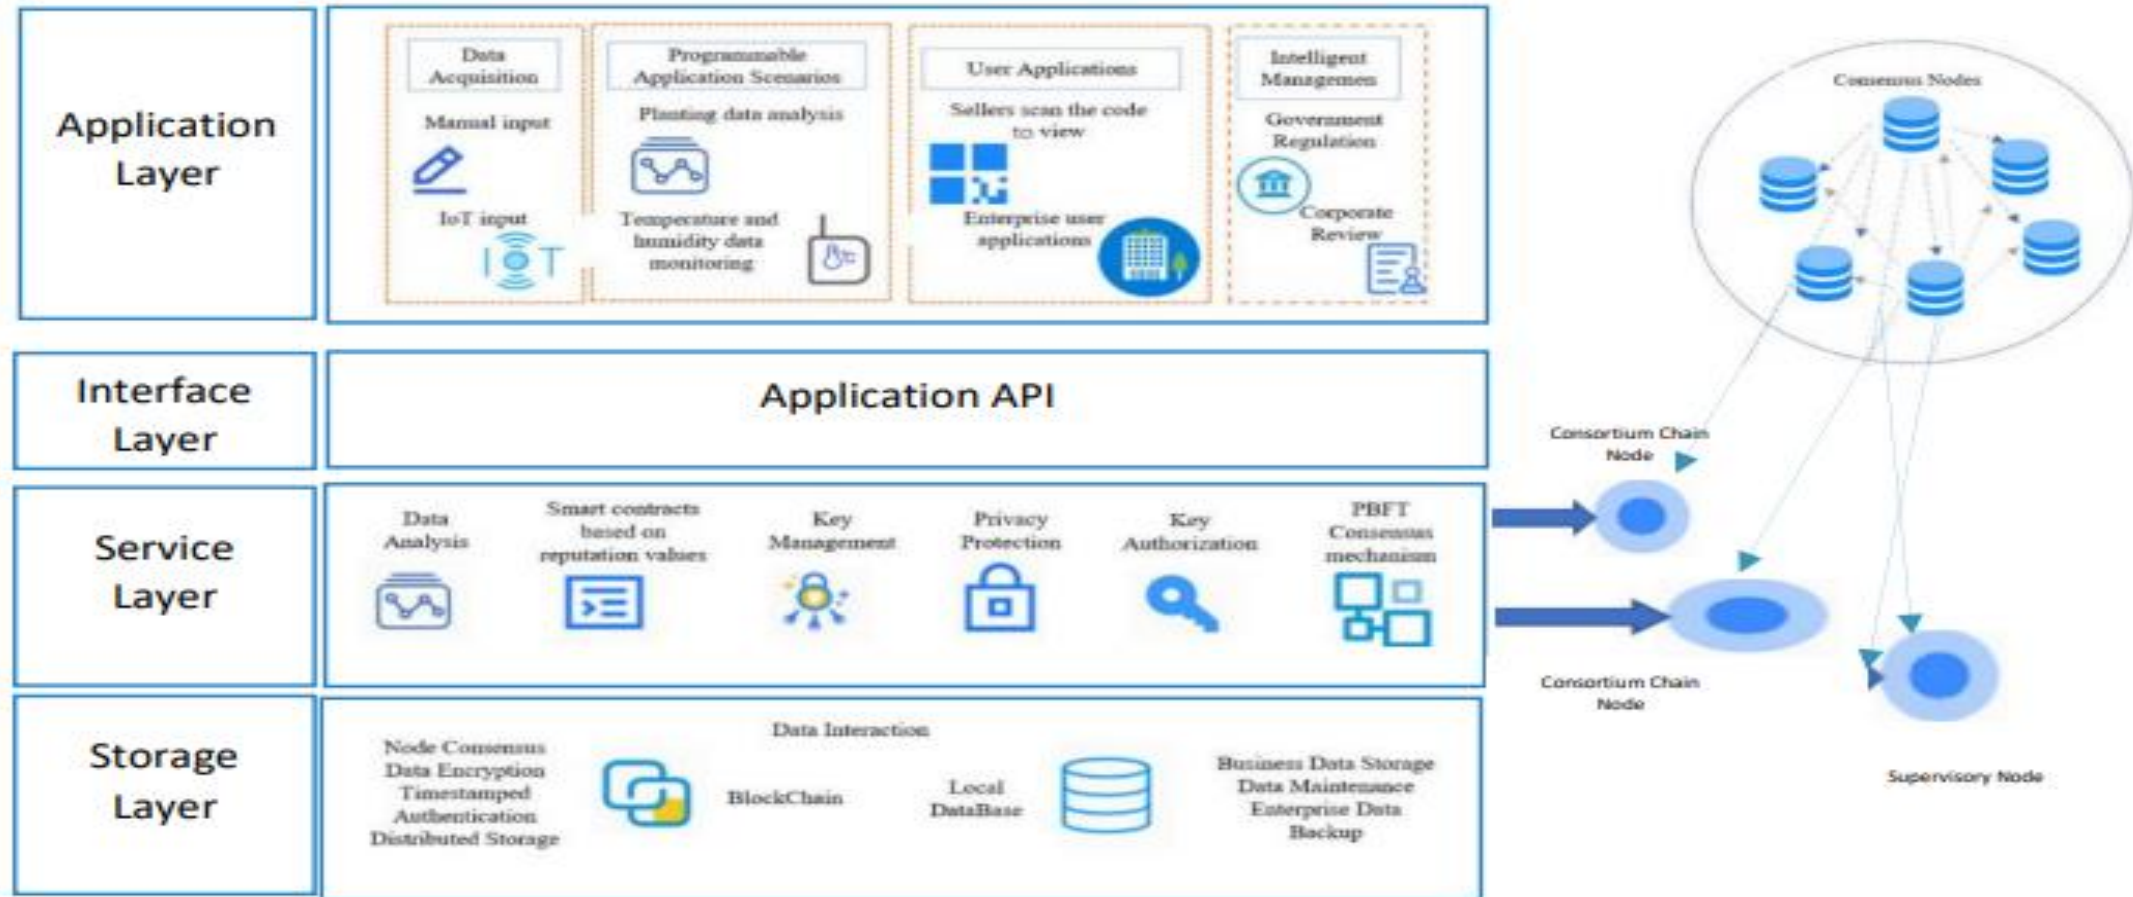 Application
Layer
Data
Acquisition
Manual input
IoT input
I T
Programmable
Application Scenarios
Planting data analysis
Temperature and
humidity data
monitoring
°C
User Applications
Sellers scan the code
to view
Enterprise user
applications
Intelligent
Managemen
Government
Regulation
Corporate
Review
Interface
Layer
Application API
Service
Layer
Data
Analysis
Smart contracts
based on
reputation values
Key
Management
Privacy
Protection
Key
Authorization
PBFT
Consensus
mechanism
Storage
Layer
Node Consensus
Data Encryption
Timestamped
Authentication
Distributed Storage
Data Interaction
BlockChain
Local
DataBase
Business Data Storage
Data Maintenance
Enterprise Data
Backup
Consensus Nodes
Consortium Chain
Node
Consortium Chain
Node
Supervisory Node